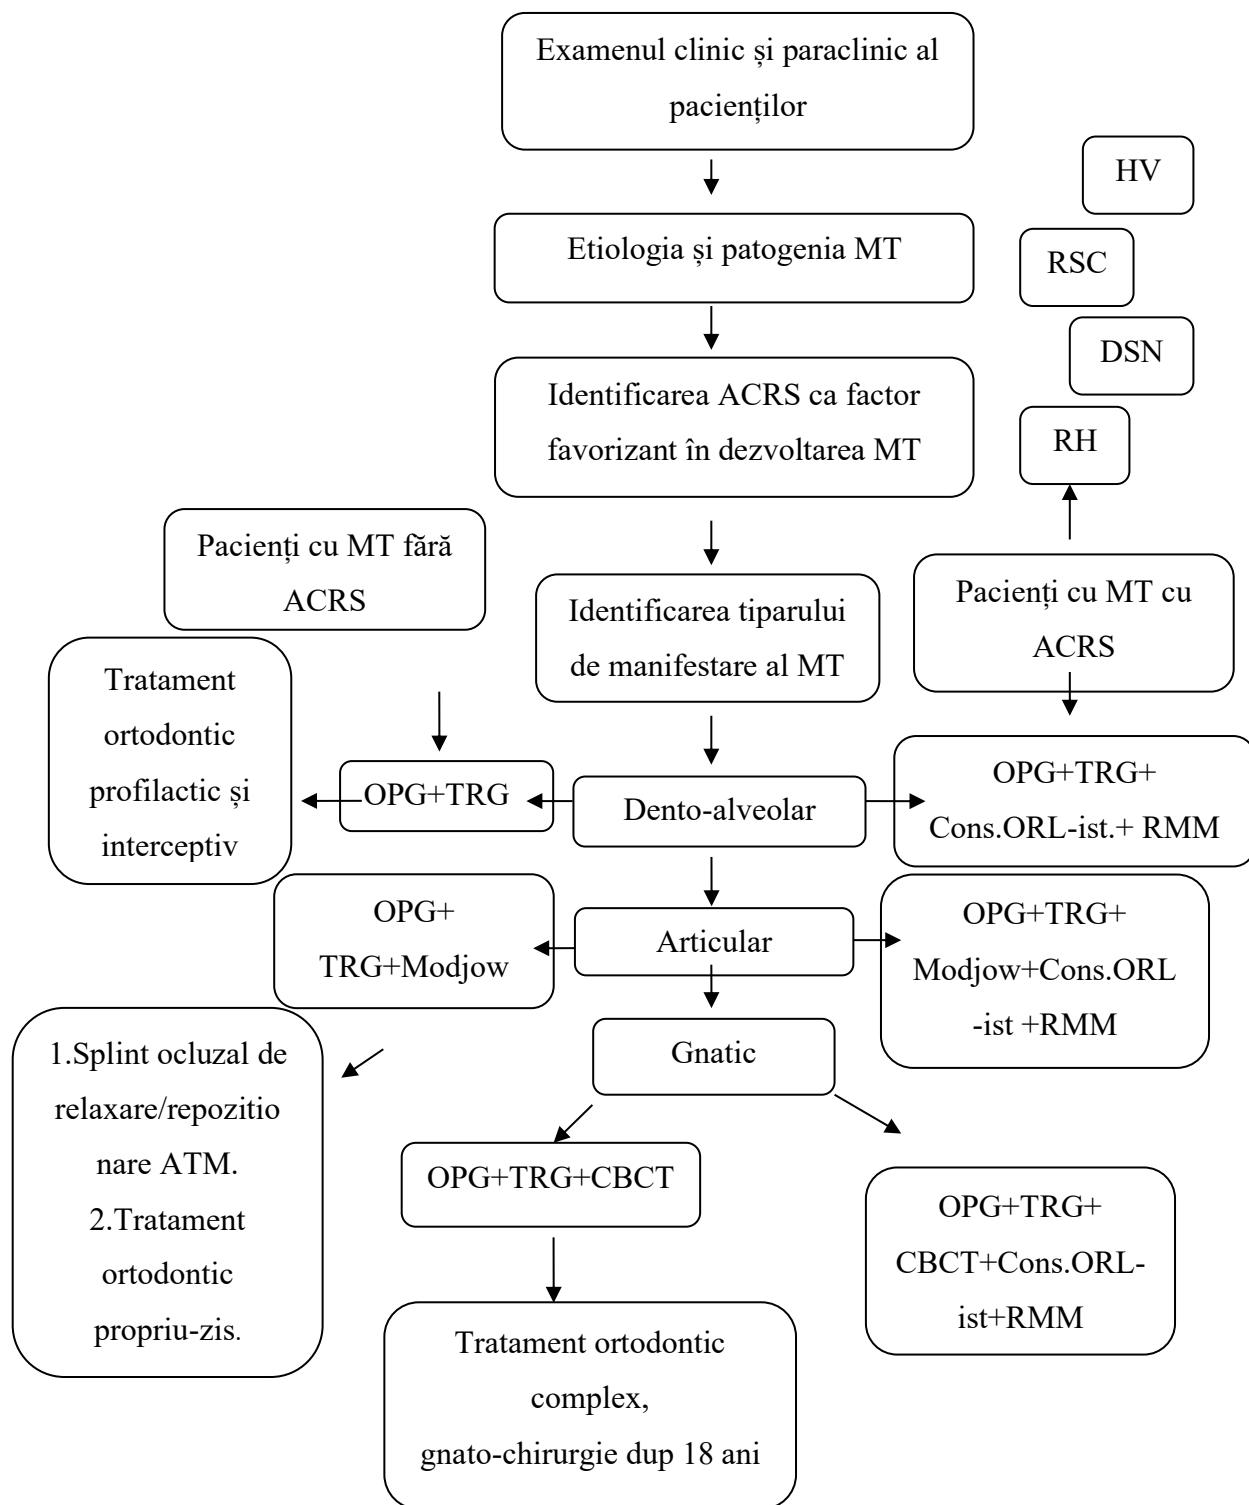 Examenul clinic și paraclinic al
pacienților
HV
Etiologia și patogenia MT
RSC
DSN
Identificarea ACRS ca factor
favorizant în dezvoltarea MT
RH
Pacienți cu MT fără
ACRS
Identificarea tiparului
de manifestare al MT
Pacienți cu MT cu
ACRS
Tratament
ortodontic
profilactic și
interceptiv
OPG+TRG
Dento-alveolar
OPG+TRG+
Cons.ORL-ist.+ RMM
OPG+
TRG+Modjow
Articular
OPG+TRG+
Modjow+Cons.ORL
-ist +RMM
1.Splint ocluzal de
relaxare/repozitio
nare ATM.
2.Tratament
ortodontic
propriu-zis.
Gnatic
OPG+TRG+CBCT
OPG+TRG+
CBCT+Cons.ORL-
ist+RMM
Tratament ortodontic
complex,
gnato-chirurgie dup 18 ani